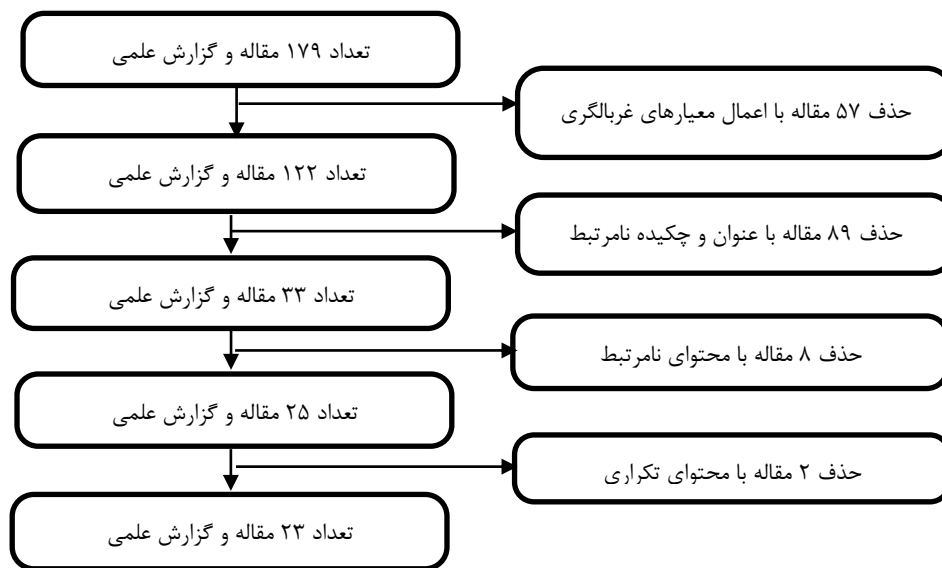 تعداد ۱۷۹ مقاله و گزارش علمی
حذف ۵۷ مقاله با اعمال معیارهای غربالگری
تعداد ۱۲۲ مقاله و گزارش علمی
حذف ۸۹ مقاله با عنوان و چکیده نامرتبط
تعداد ۳۳ مقاله و گزارش علمی
حذف ۸ مقاله با محتوای نامرتبط
تعداد ۲۵ مقاله و گزارش علمی
حذف ۲ مقاله با محتوای تکراری
تعداد ۲۳ مقاله و گزارش علمی